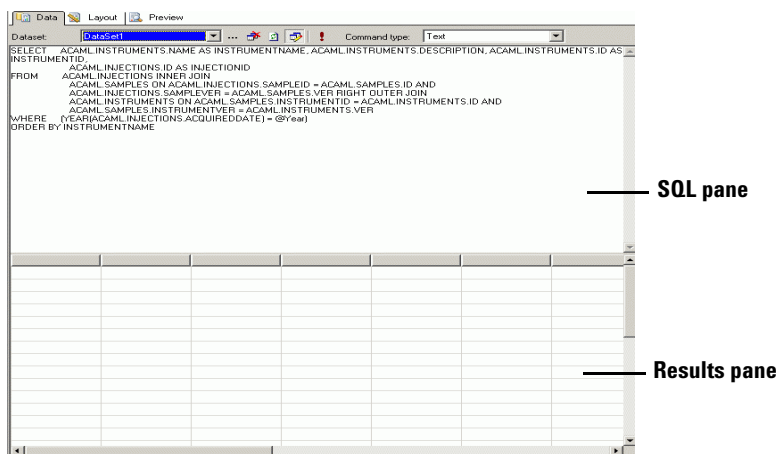 Data Layout Preview
Dataset: DataSet1 ... ! Command type: Text
SELECT ACAML.INSTRUMENTS.NAME AS INSTRUMENTNAME, ACAML.INSTRUMENTS.DESCRIPTION, ACAML.INSTRUMENTS.ID AS
INSTRUMENTID,
ACAML.INJECTIONS.ID AS INJECTIONID
FROM ACAML.INJECTIONS INNER JOIN
ACAML.SAMPLES ON ACAML.INJECTIONS.SAMPLEID = ACAML.SAMPLES.ID AND
ACAML.INJECTIONS.SAMPLEVER = ACAML.SAMPLES.VER RIGHT OUTER JOIN
ACAML.INSTRUMENTS ON ACAML.SAMPLES.INSTRUMENTID = ACAML.INSTRUMENTS.ID AND
ACAML.SAMPLES.INSTRUMENTVER = ACAML.INSTRUMENTS.VER
WHERE (YEAR(ACAML.INJECTIONS.ACQUIREDDATE) = @Year)
ORDER BY INSTRUMENTNAME
SQL pane
Results pane